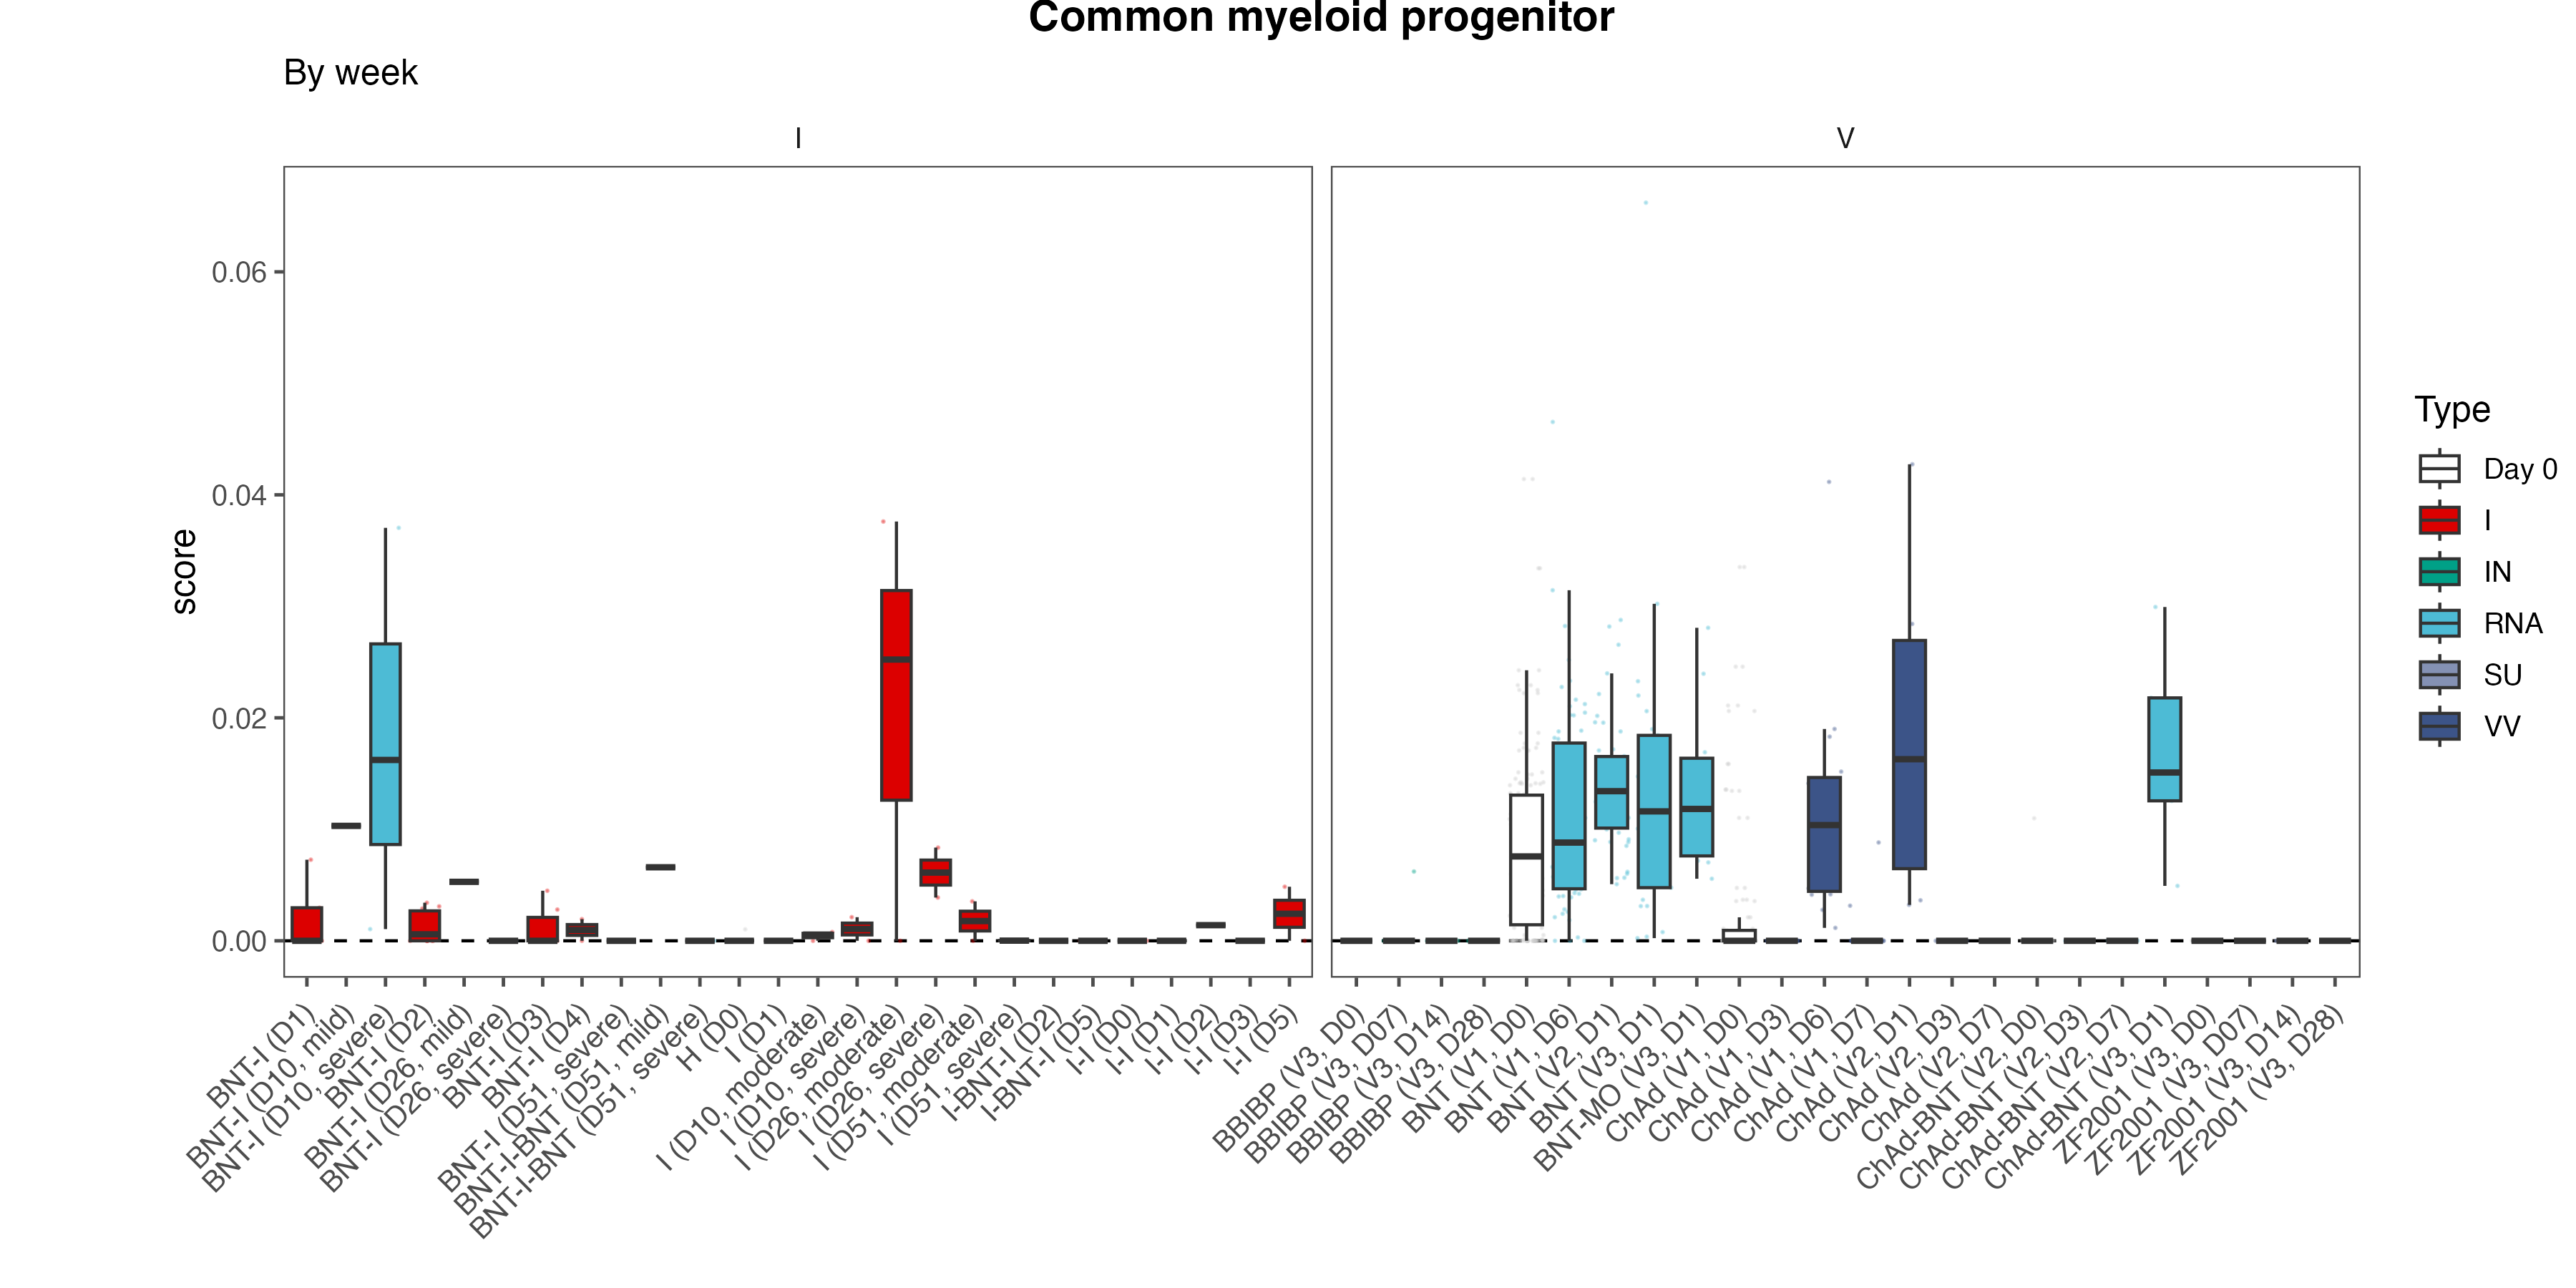 Common myeloid progenitor
By week
I
V
score
0.06
0.04
0.02
0.00
BNT-I (D1)
BNT-I (D10, mild)
BNT-I (D10, severe)
BNT-I (D2)
BNT-I (D26, mild)
BNT-I (D26, severe)
BNT-I (D3)
BNT-I (D4)
BNT-I (D51, severe)
BNT-I-BNT (D51, mild)
BNT-I-BNT (D51, severe)
H (D0)
I (D1)
I (D10, moderate)
I (D10, severe)
I (D26, moderate)
I (D26, severe)
I (D51, moderate)
I (D51, severe)
I-BNT-I (D2)
I-BNT-I (D5)
I-I (D0)
I-I (D1)
I-I (D2)
I-I (D3)
I-I (D5)
BBIBP (V3, D0)
BBIBP (V3, D07)
BBIBP (V3, D14)
BBIBP (V3, D28)
BNT (V1, D0)
BNT (V1, D6)
BNT (V2, D1)
BNT (V3, D1)
BNT-MO (V3, D1)
ChAd (V1, D0)
ChAd (V1, D3)
ChAd (V1, D6)
ChAd (V1, D7)
ChAd (V2, D1)
ChAd (V2, D3)
ChAd (V2, D7)
ChAd-BNT (V2, D0)
ChAd-BNT (V2, D3)
ChAd-BNT (V2, D7)
ChAd-BNT (V3, D1)
ZF2001 (V3, D0)
ZF2001 (V3, D07)
ZF2001 (V3, D14)
ZF2001 (V3, D28)
Type
Day 0
I
IN
RNA
SU
VV